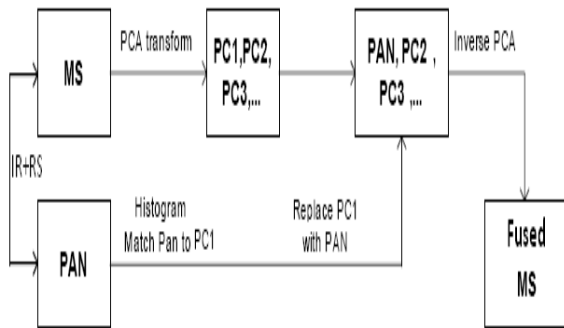 PCA transform
Inverse PCA
MS
PC1,PC2,
PC3,...
PAN, PC2 ,
PC3 ,...
IR+RS
Histogram
Match Pan to PC1
Replace PC1
with PAN
PAN
Fused
MS